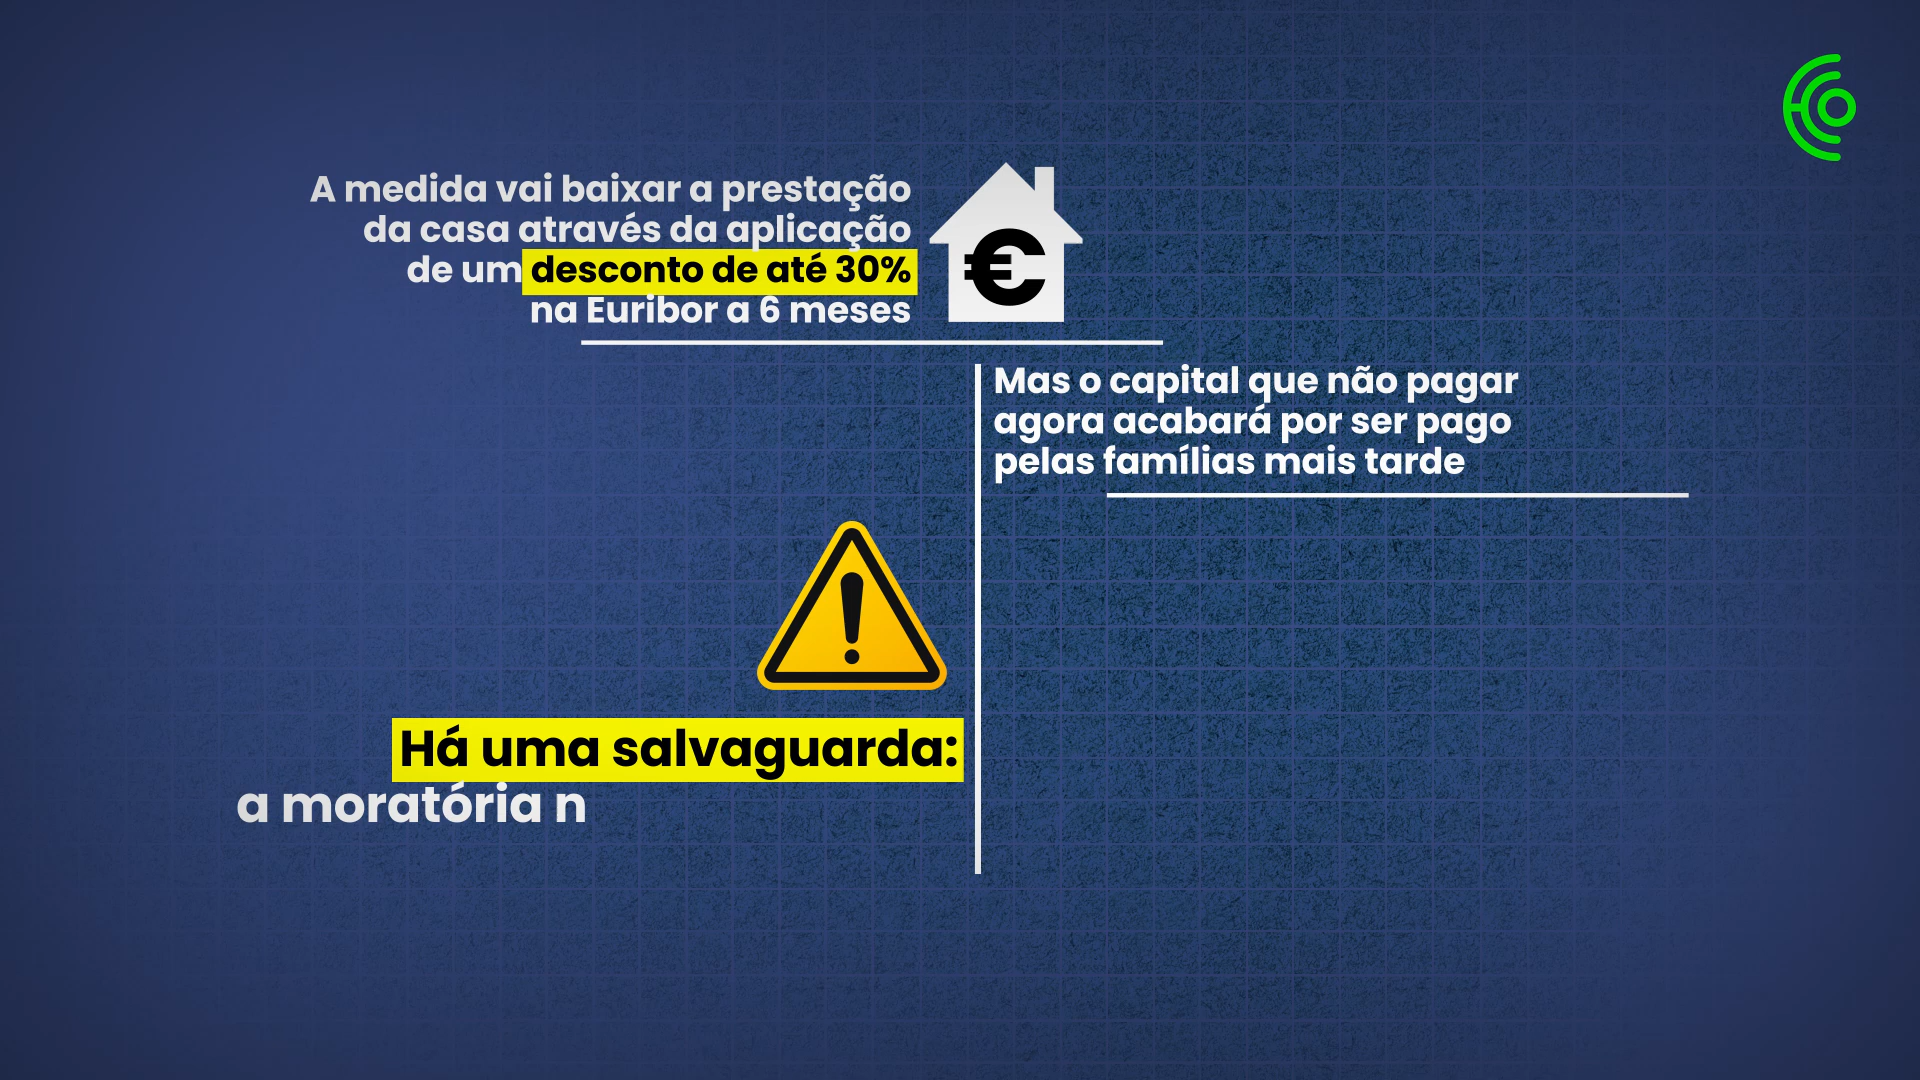 A medida vai baixar a prestação
da casa através da aplicação
de um desconto de até 30%
na Euribor a 6 meses
€
Mas o capital que não pagar
agora acabará por ser pago
pelas famílias mais tarde
Há uma salvaguarda:
a moratória n